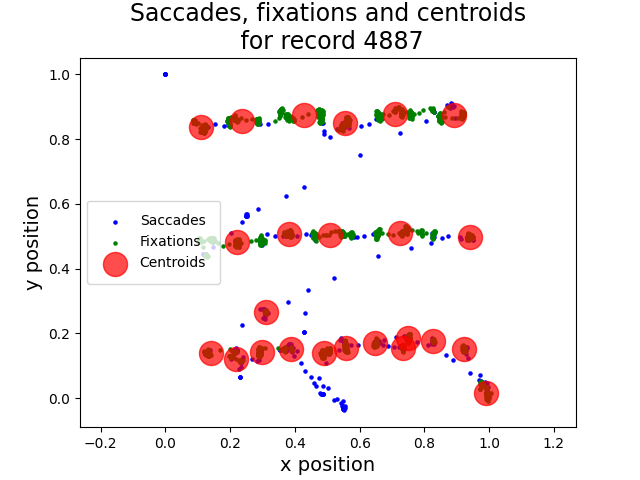 Saccades, fixations and centroids
for record 4887
1.0
0.8
0.6
0.4
0.2
0.0
y position
Saccades
Fixations
Centroids
−0.2 0.0 0.2 0.4 0.6 0.8 1.0 1.2
x position